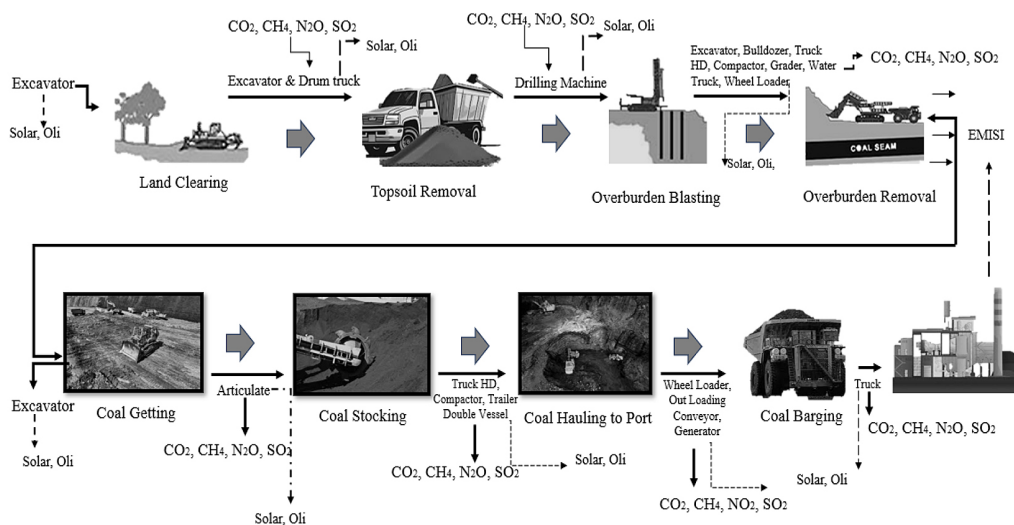 CO2, CH4, N2O, SO2
Solar, Oli
CO2, CH4, N2O, SO2
Solar, Oli
Excavator, Bulldozer, Truck
HD, Compactor, Grader, Water
Truck, Wheel Loader
CO2, CH4, N2O, SO2
Excavator
Solar, Oli
Excavator & Drum truck
Drilling Machine
COAL SEAM
EMISI
Solar, Oli,
Land Clearing
Topsoil Removal
Overburden Blasting
Overburden Removal
Excavator
Solar, Oli
Coal Getting
Articulate
CO2, CH4, N2O, SO2
Solar, Oli
Coal Stocking
Truck HD,
Compactor, Trailer
Double Vessel
CO2, CH4, N2O, SO2
Solar, Oli
Coal Hauling to Port
Wheel Loader,
Out Loading
Conveyor,
Generator
CO2, CH4, NO2, SO2
Coal Barging
Truck
CO2, CH4, N2O, SO2
Solar, Oli